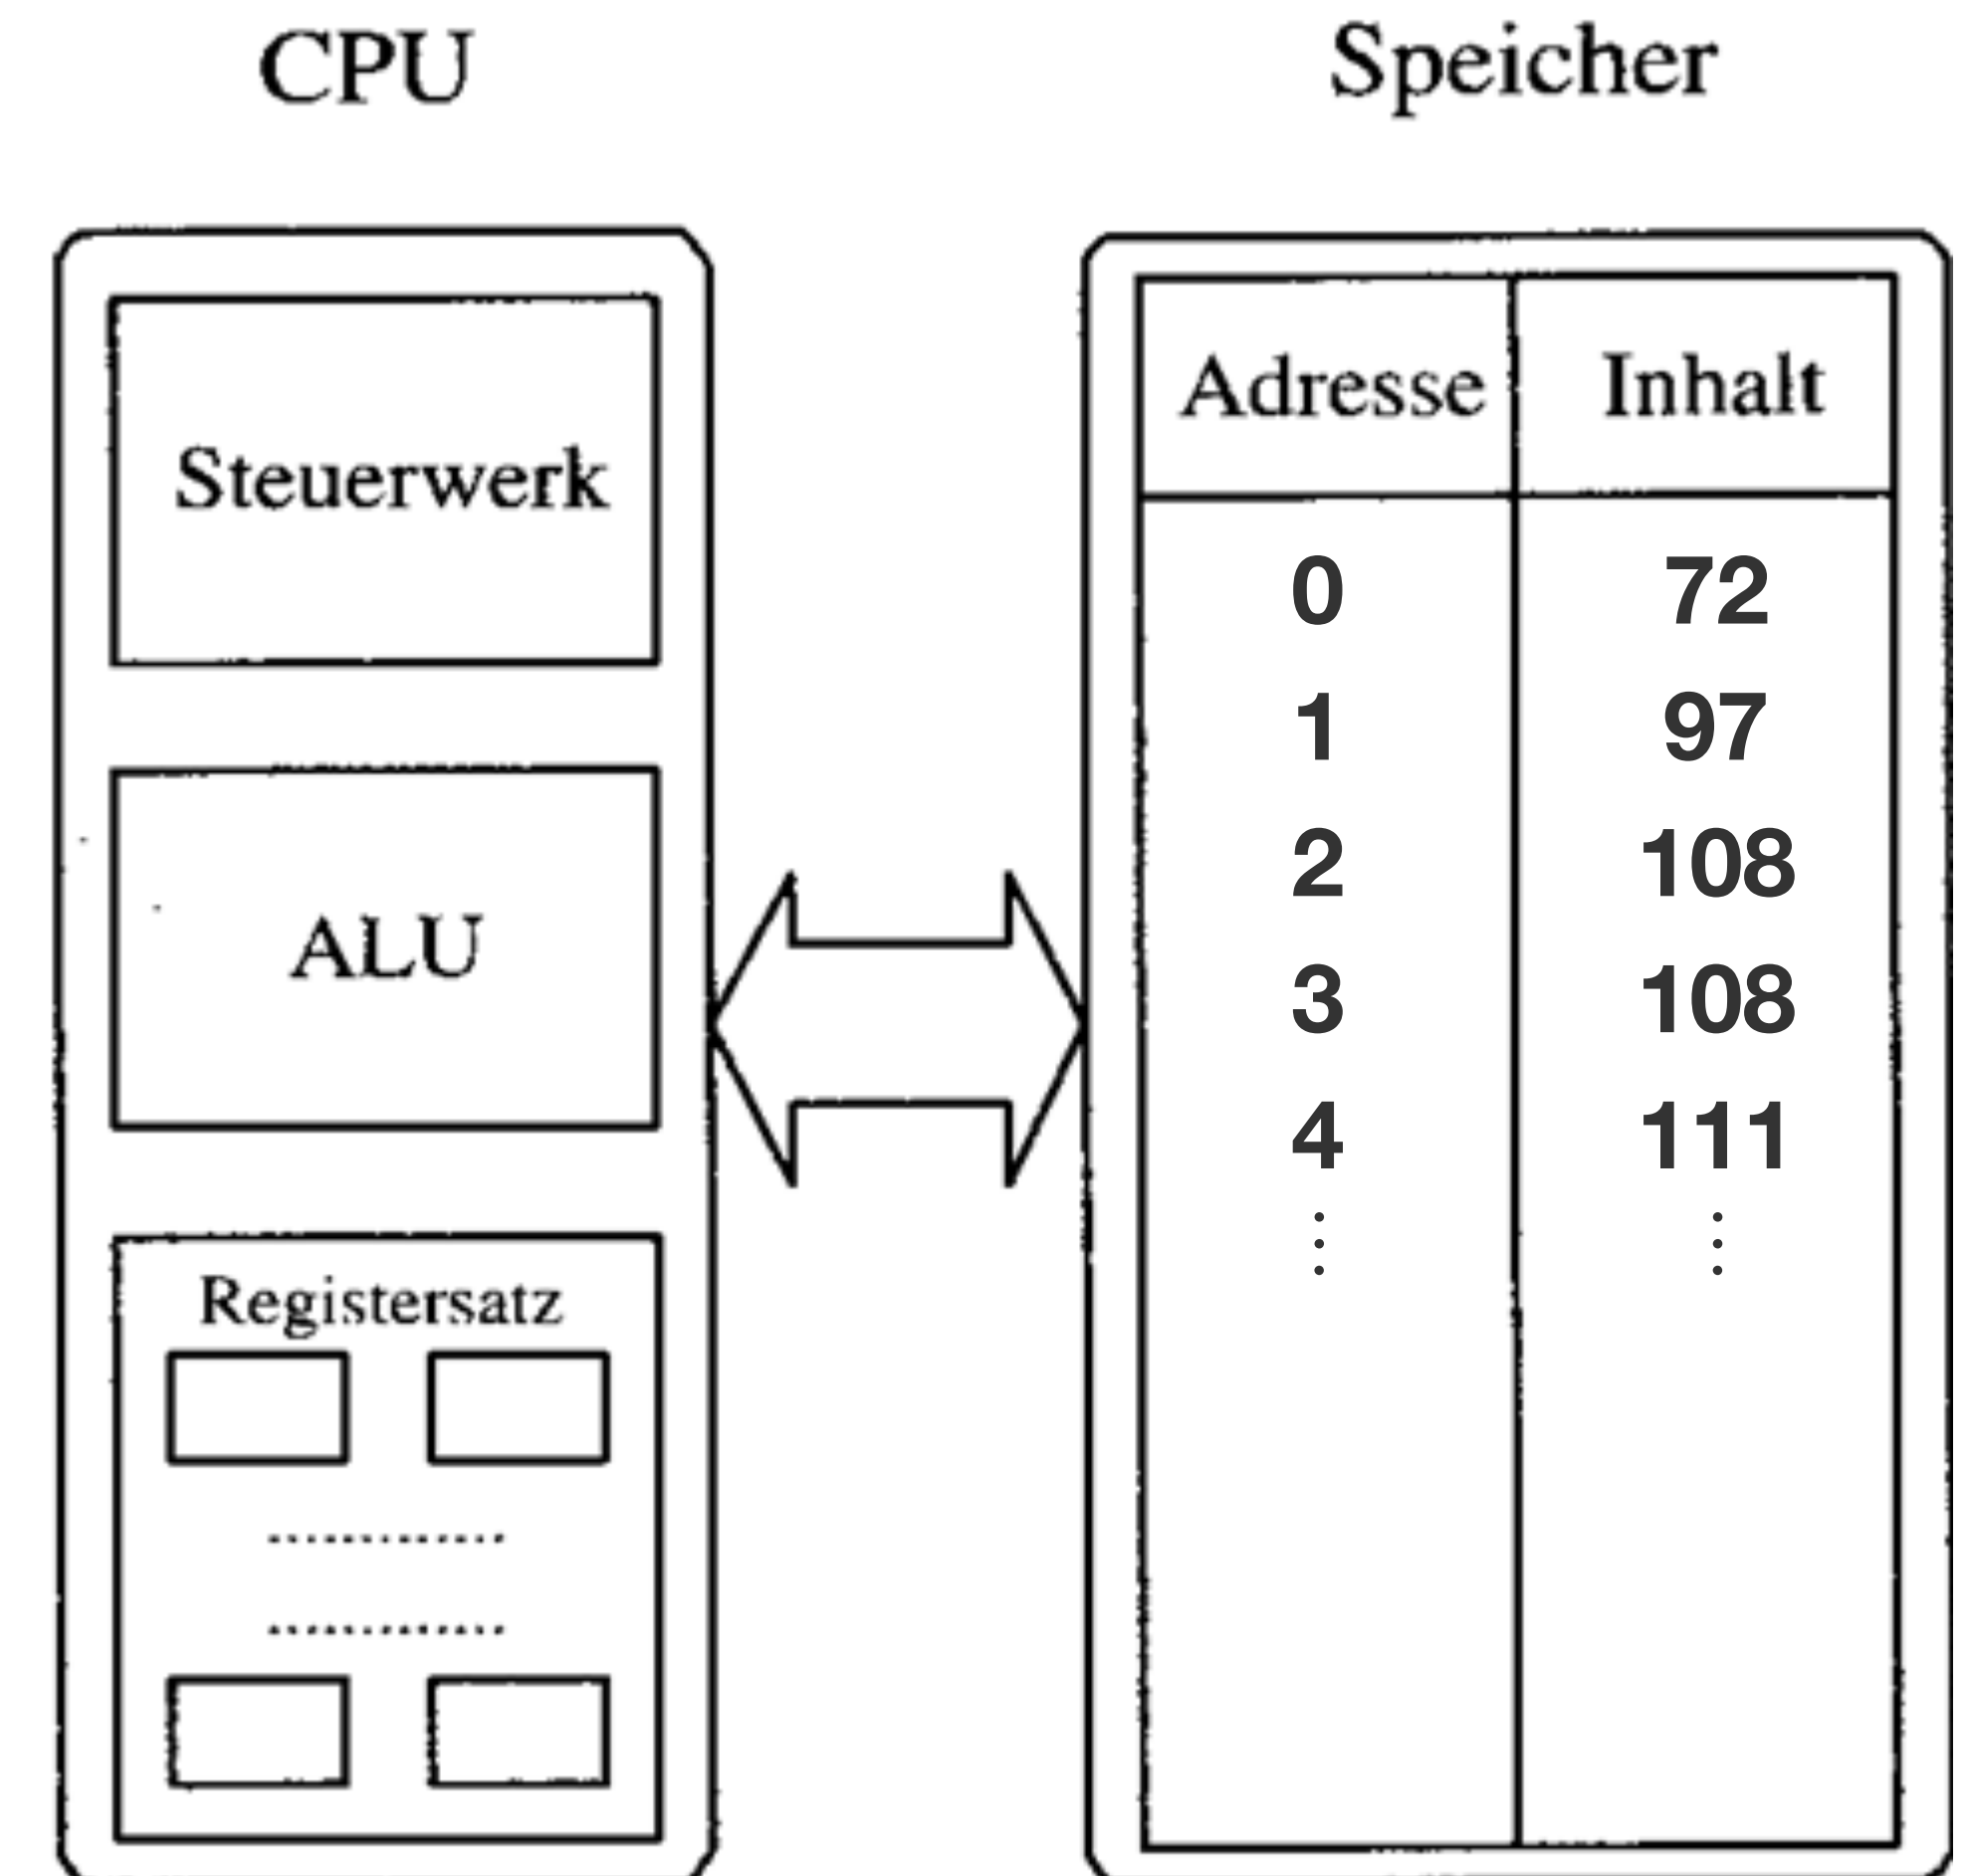 CPU
Speicher
Steuerwerk
ALU
Registersatz
Adresse Inhalt
0 72
1 97
2 108
3 108
4 111